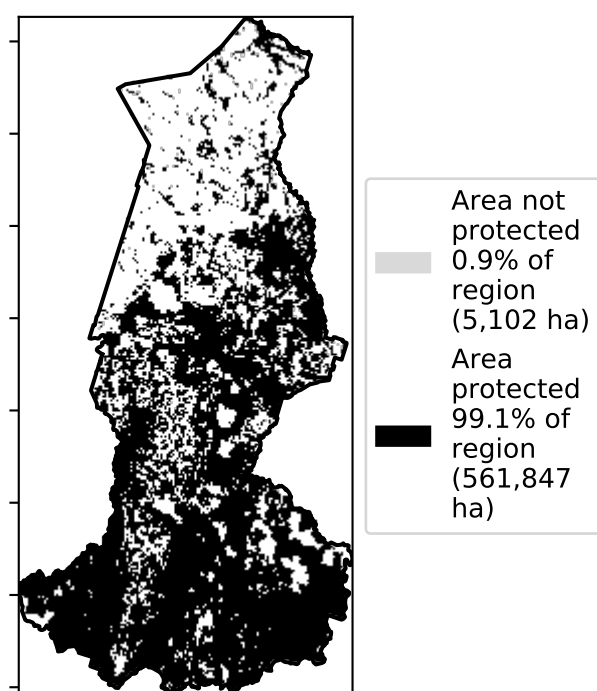 Area not
protected
0.9% of
region
(5,102 ha)
Area
protected
99.1% of
region
(561,847
ha)